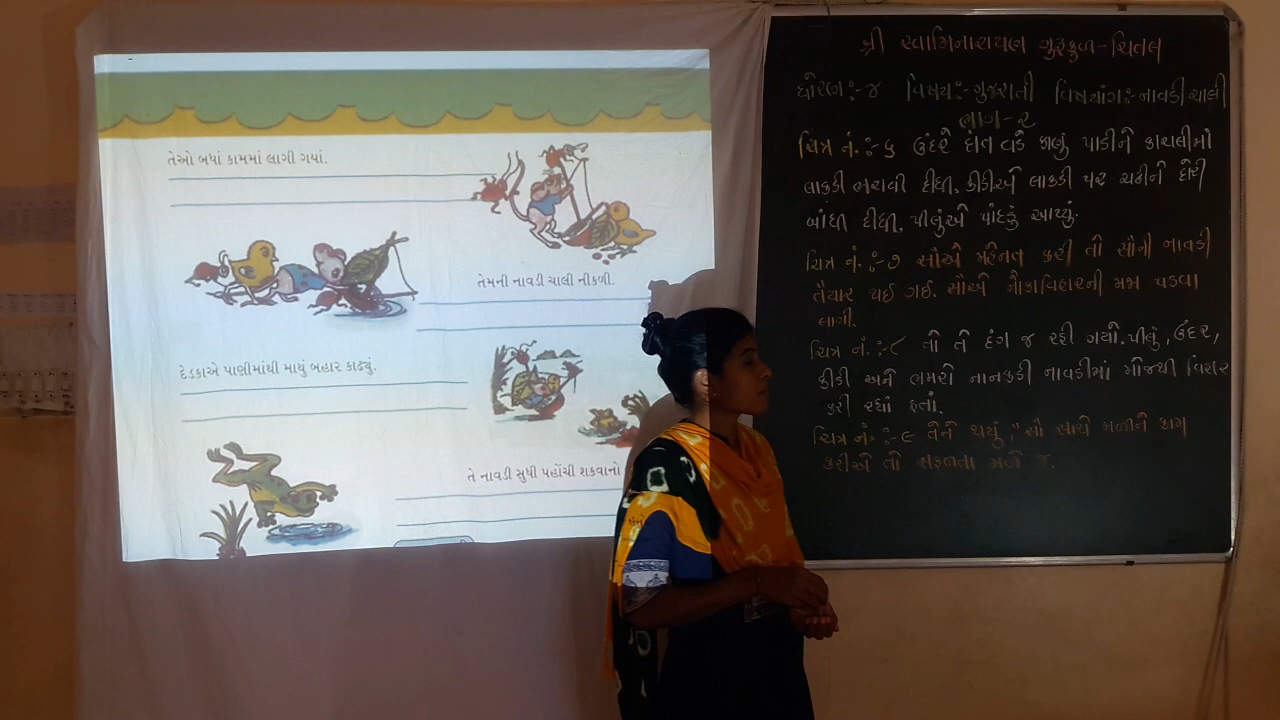 તેઓ બધાં કામમાં લાગી ગયાં.
તેમની નાવડી ચાલી નીકળી.
દેડકાએ પાણીમાંથી માથું બહાર કાઢ્યું.
તે નાવડી સુધી પહોંચી શકવાનો
શ્રી સ્વામિનારાયણ ગુરુકુળ-ચિતલ
ધોરણઃ-૪ વિષયઃ-ગુજરાતી વિષયાંગઃ-નાવડી ચાલી
ભાગ-૨
ચિત્ર નં.ઃ-૬ ઉંદરે દાંત વડે કાણું પાડીને કાચલીમાં
લાકડી ભરાવી દીધી. કીડીએ લાકડી પર ચઢીને દોરી
બાંધી દીધી. પીલુંએ પાંદડું આપ્યું.
ચિત્ર નં.ઃ-૭ સૌએ મહેનત કરી તો સૌની નાવડી
તૈયાર થઈ ગઈ. સૌએ નૌકાવિહારની મજા પડવા
લાગી.
ચિત્ર નં.ઃ-૮ તો તે દંગ જ રહી ગયો. પીલું, ઉંદર,
કીડી અને ભમરો નાનકડી નાવડીમાં મોજથી વિહાર
કરી રહ્યાં હતાં.
ચિત્ર નં.ઃ-૯ તેને થયું, "સૌ સાથે મળીને કામ
કરીએ તો સફળતા મળે જ.